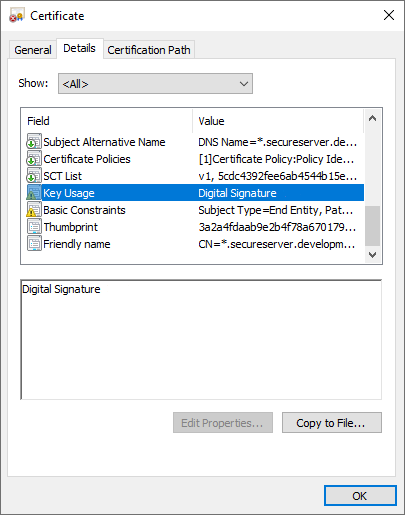 Certificate
General Details Certification Path
Show: <All>
Field Value
Subject Alternative Name DNS Name=*.secureserver.de...
Certificate Policies [1]Certificate Policy:Policy Ide...
SCT List v1, 5cdc4392fee6ab4544b15e...
Key Usage Digital Signature
Basic Constraints Subject Type=End Entity, Pat...
Thumbprint 3a2a4fdaab9e2b4f78a670179...
Friendly name CN=*.secureserver.developm...
Digital Signature
Edit Properties... Copy to File...
OK